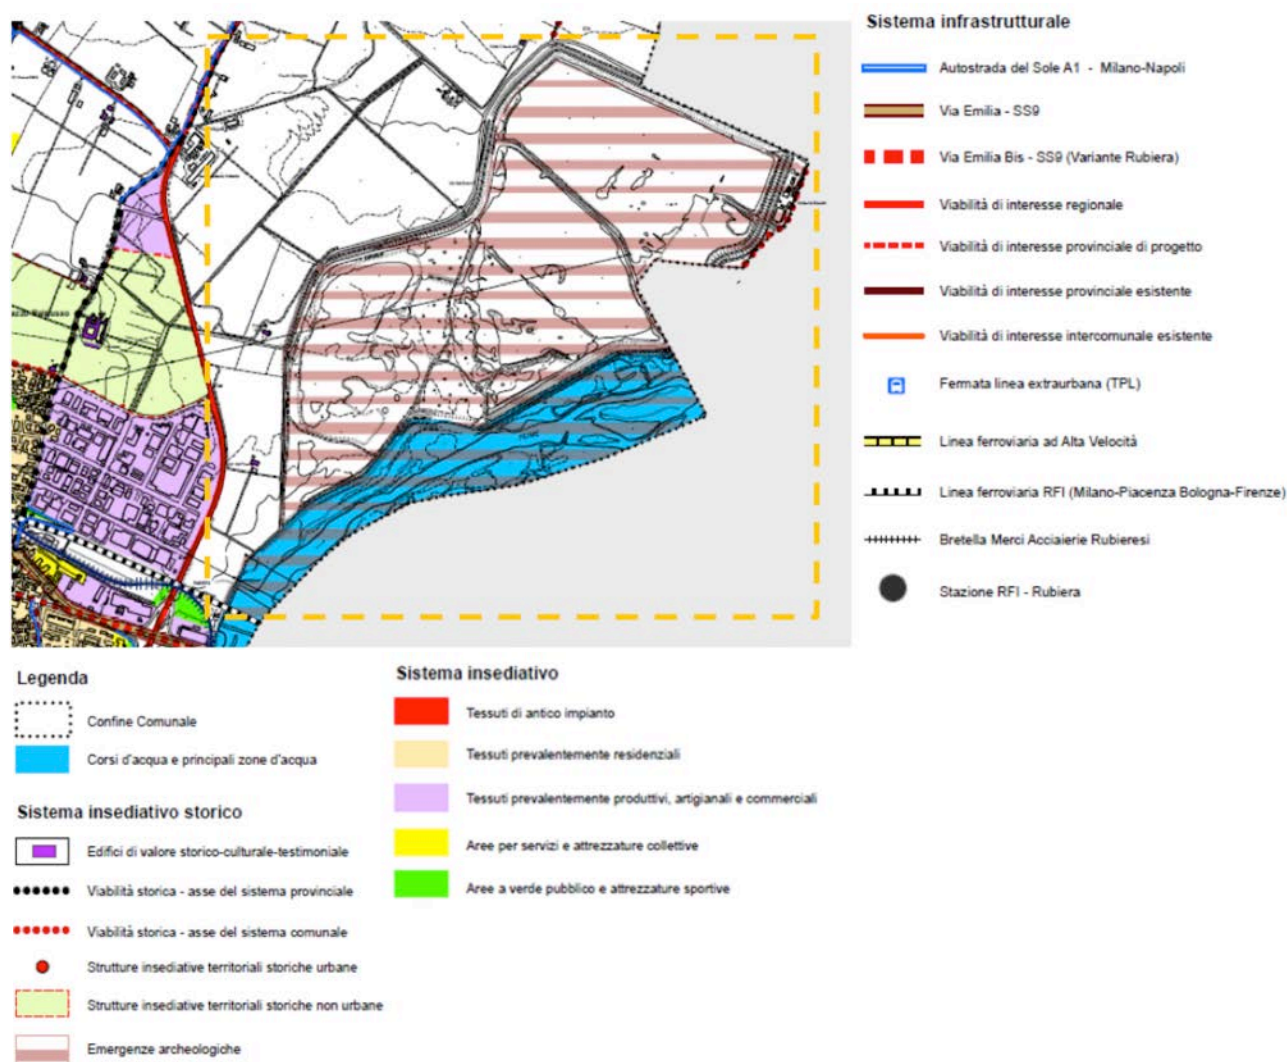 Sistema infrastrutturale
Autostrada del Sole A1 - Milano-Napoli
Via Emilia - SS9
Via Emilia Bis - SS9 (Variante Rubiera)
Viabilità di interesse regionale
Viabilità di interesse provinciale di progetto
Viabilità di interesse provinciale esistente
Viabilità di interesse intercomunale esistente
Fermata linea extraurbana (TPL)
Linea ferroviaria ad Alta Velocità
Linea ferroviaria RFI (Milano-Piacenza Bologna-Firenze)
Bretella Merci Acciaierie Rubieresi
Stazione RFI - Rubiera
Legenda
Confine Comunale
Corsi d'acqua e principali zone d'acqua
Sistema insediativo storico
Edifici di valore storico-culturale-testimoniale
Viabilità storica - asse del sistema provinciale
Viabilità storica - asse del sistema comunale
Strutture insediative territoriali storiche urbane
Strutture insediative territoriali storiche non urbane
Emergenze archeologiche
Sistema insediativo
Tessuti di antico impianto
Tessuti prevalentemente residenziali
Tessuti prevalentemente produttivi, artigianali e commerciali
Aree per servizi e attrezzature collettive
Aree a verde pubblico e attrezzature sportive